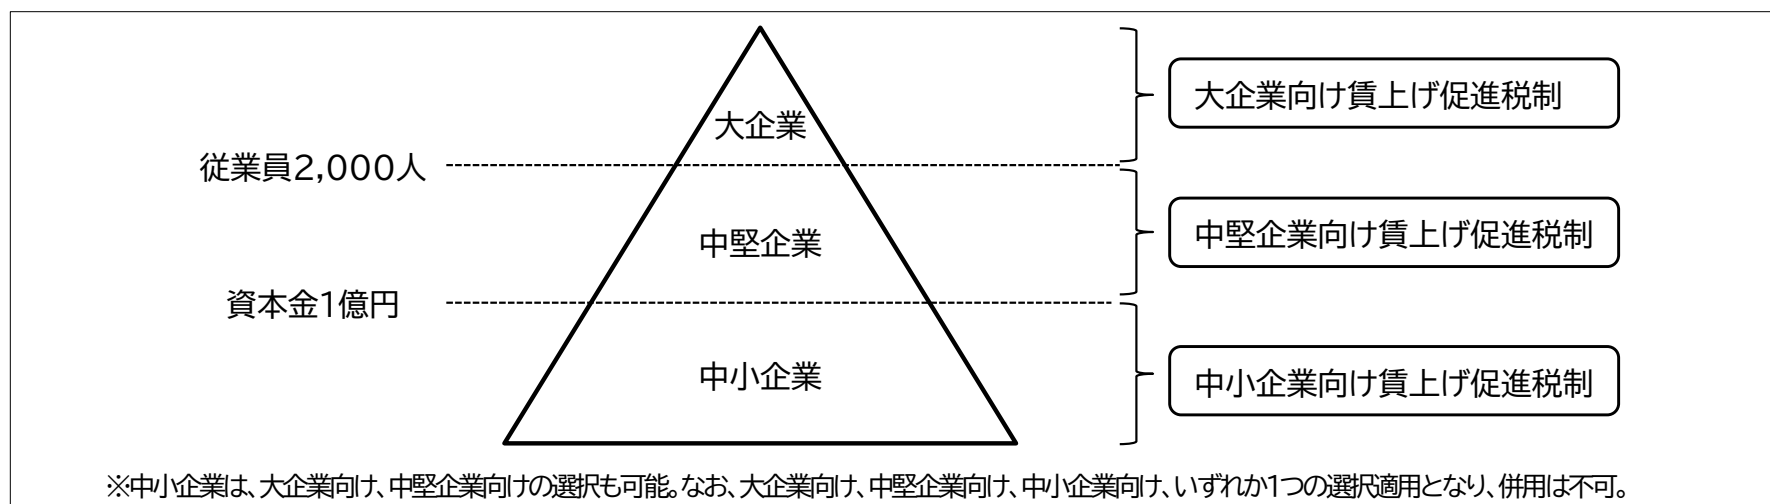 大企業
大企業向け賃上げ促進税制
従業員2,000人
中堅企業
中堅企業向け賃上げ促進税制
資本金1億円
中小企業
中小企業向け賃上げ促進税制
※中小企業は、大企業向け、中堅企業向けの選択も可能。なお、大企業向け、中堅企業向け、中小企業向け、いずれか1つの選択適用となり、併用は不可。